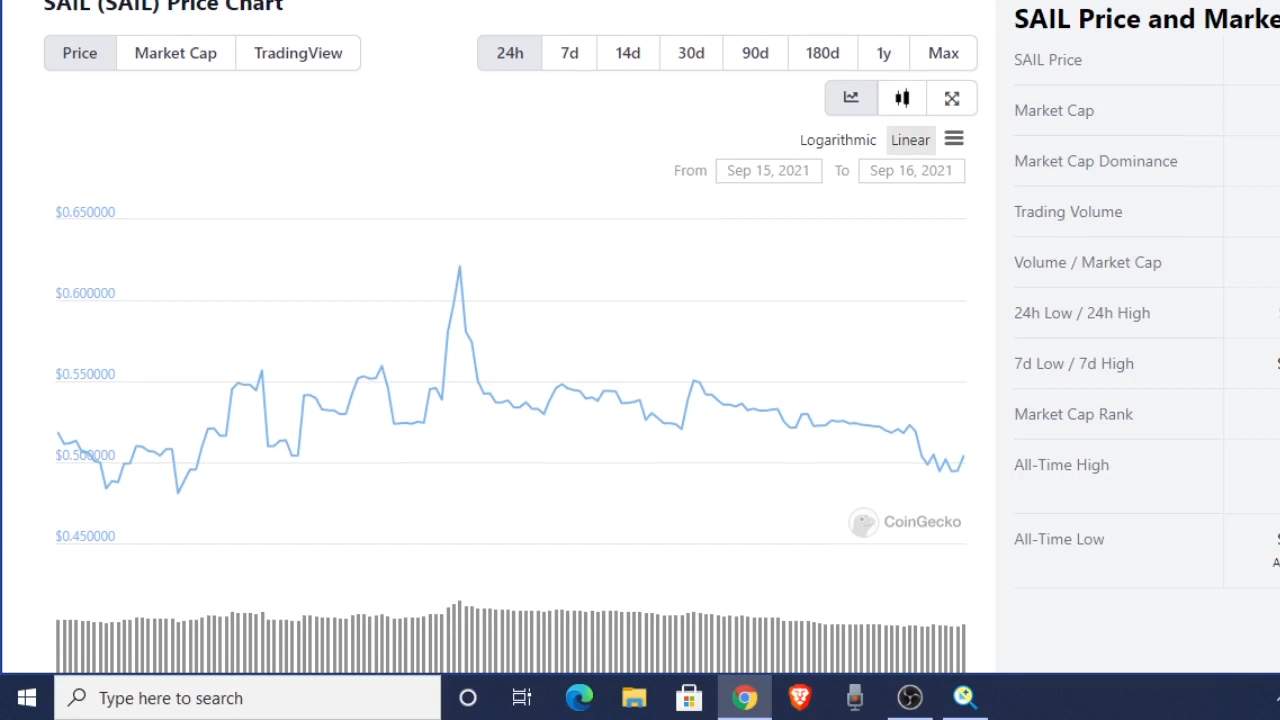 SAIL (SAIL) Price Chart
Price Market Cap TradingView
24h 7d 14d 30d 90d 180d 1y Max
Logarithmic Linear
From Sep 15, 2021 To Sep 16, 2021
$0.650000
$0.600000
$0.550000
$0.500000
$0.450000
CoinGecko
SAIL Price and Marke
SAIL Price
Market Cap
Market Cap Dominance
Trading Volume
Volume / Market Cap
24h Low / 24h High
7d Low / 7d High
Market Cap Rank
All-Time High
All-Time Low
Type here to search